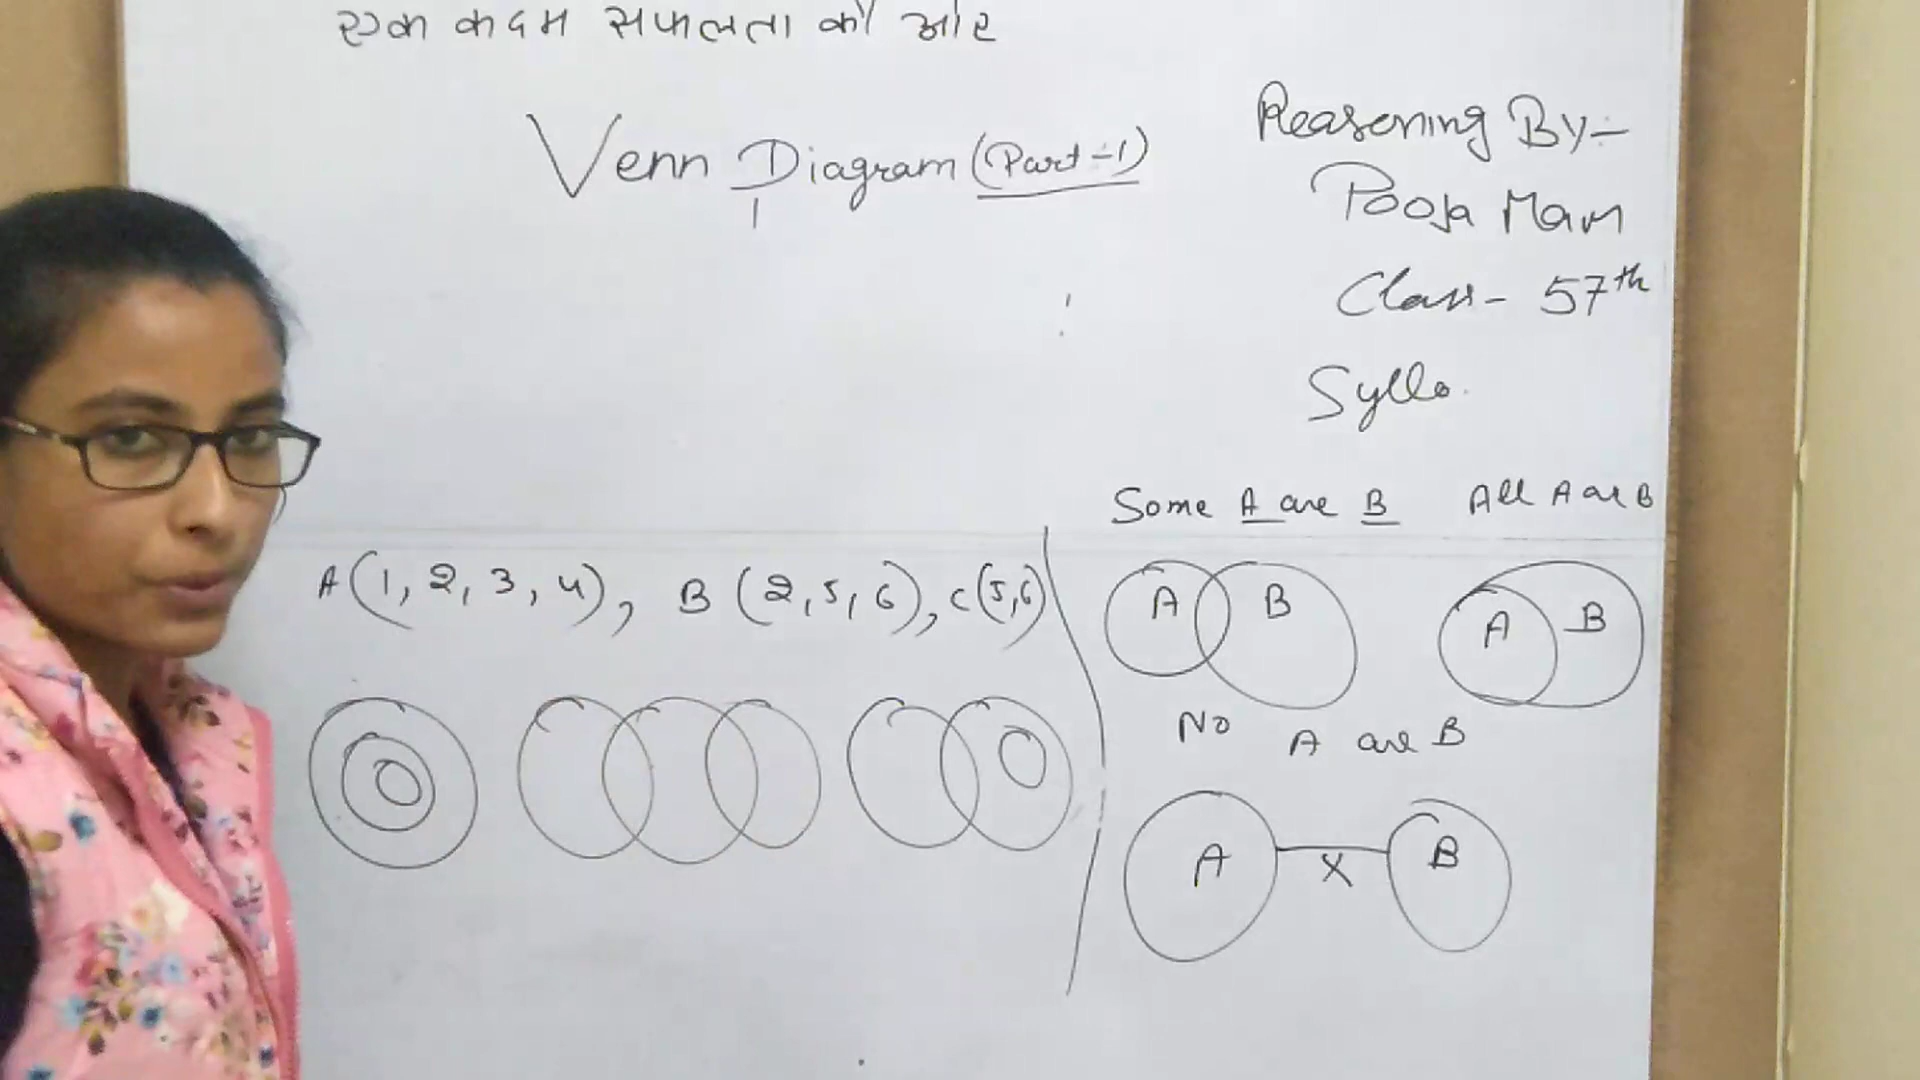 एक कदम सफलता की ओर
Venn Diagram (Part-1)
Reasoning By-
Pooja Mam
Class- 57th
Syllo.
Some A are B
All A are B
A (1, 2, 3, 4), B (2, 5, 6), C (5,6)
A B
A B
No A are B
A X B